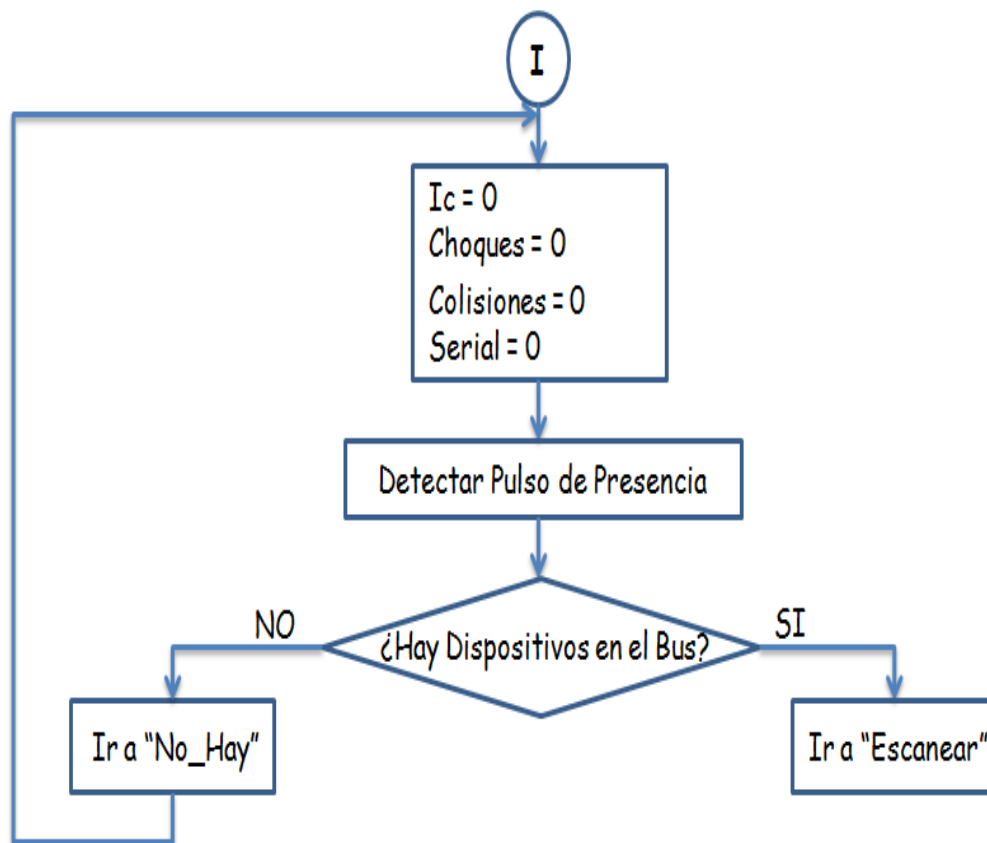 I
Ic = 0
Choques = 0
Colisiones = 0
Serial = 0
Detectar Pulso de Presencia
¿Hay Dispositivos en el Bus?
NO
SI
Ir a “No_Hay”
Ir a “Escanear”